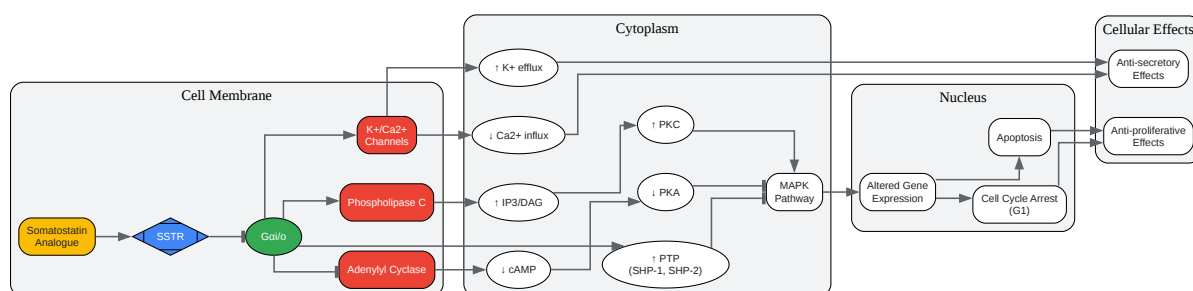 Cell Membrane
Somatostatin
Analogue
SSTR
Gαi/o
K+/Ca2+
Channels
Phospholipase C
Adenylyl Cyclase
Cytoplasm
↑ K+ efflux
↓ Ca2+ influx
↑ IP3/DAG
↓ cAMP
↑ PKC
↓ PKA
↑ PTP
(SHP-1, SHP-2)
MAPK
Pathway
Nucleus
Altered Gene
Expression
Apoptosis
Cell Cycle Arrest
(G1)
Cellular Effects
Anti-secretory
Effects
Anti-proliferative
Effects